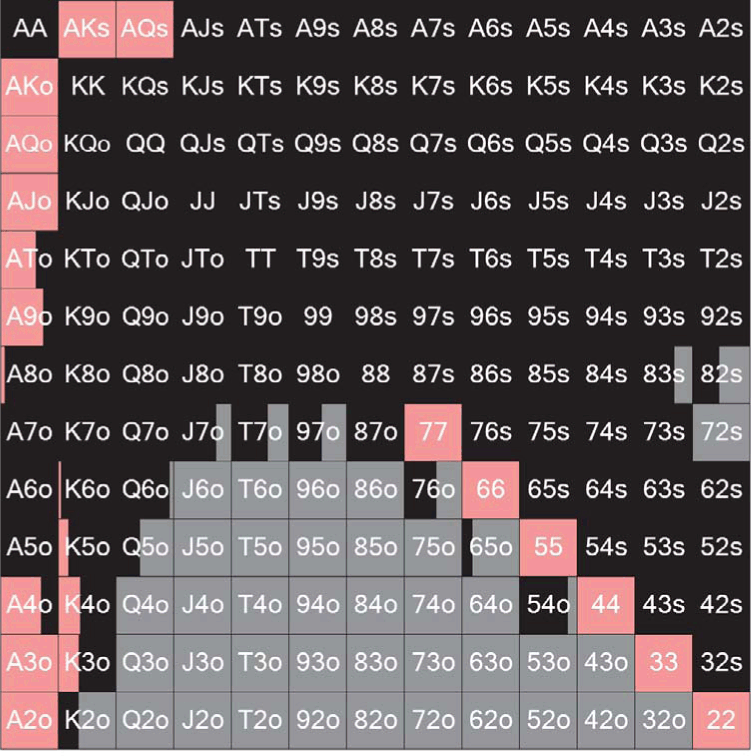 AA AKs AQs AJs ATs A9s A8s A7s A6s A5s A4s A3s A2s
AKo KK KQs KJs KTs K9s K8s K7s K6s K5s K4s K3s K2s
AQo KQo QQ QJs QTs Q9s Q8s Q7s Q6s Q5s Q4s Q3s Q2s
AJo KJo QJo JJ JTs J9s J8s J7s J6s J5s J4s J3s J2s
ATo KTo QTo JTo TT T9s T8s T7s T6s T5s T4s T3s T2s
A9o K9o Q9o J9o T9o 99 98s 97s 96s 95s 94s 93s 92s
A8o K8o Q8o J8o T8o 98o 88 87s 86s 85s 84s 83s 82s
A7o K7o Q7o J7o T7o 97o 87o 77 76s 75s 74s 73s 72s
A6o K6o Q6o J6o T6o 96o 86o 76o 66 65s 64s 63s 62s
A5o K5o Q5o J5o T5o 95o 85o 75o 65o 55 54s 53s 52s
A4o K4o Q4o J4o T4o 94o 84o 74o 64o 54o 44 43s 42s
A3o K3o Q3o J3o T3o 93o 83o 73o 63o 53o 43o 33 32s
A2o K2o Q2o J2o T2o 92o 82o 72o 62o 52o 42o 32o 22